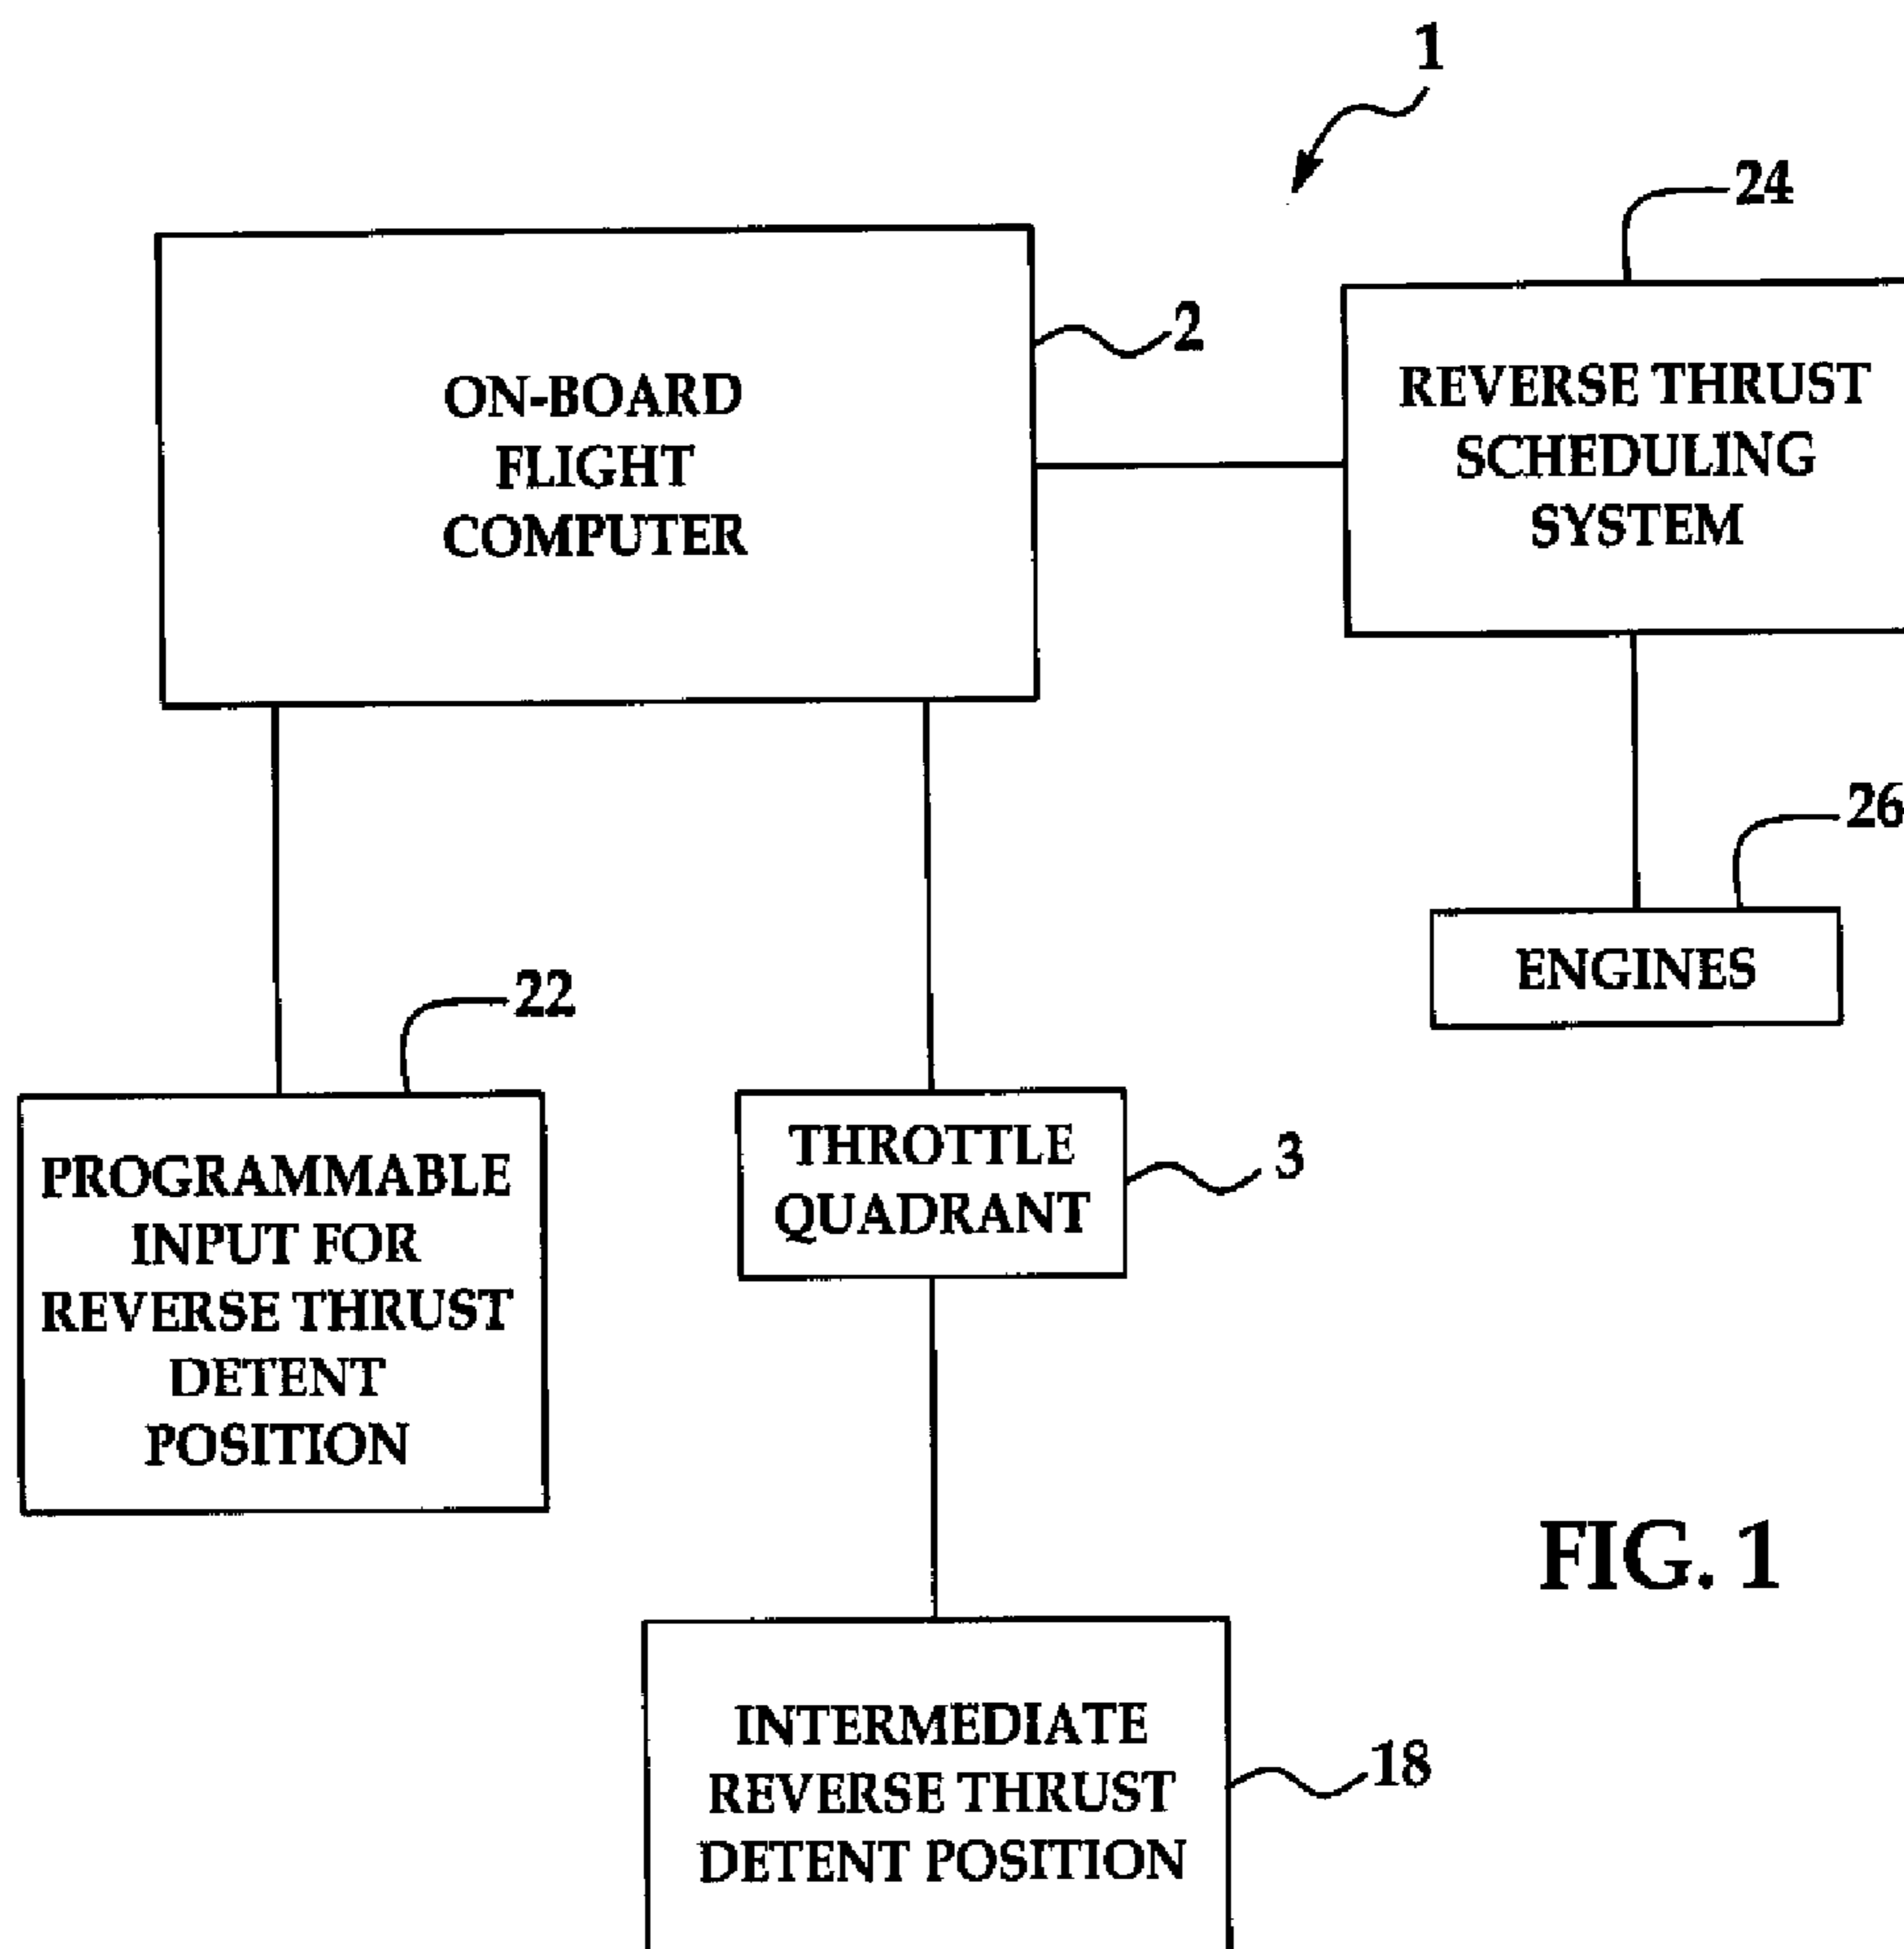 1
24
2
ON-BOARD
FLIGHT
COMPUTER
REVERSE THRUST
SCHEDULING
SYSTEM
26
ENGINES
22
PROGRAMMABLE
INPUT FOR
REVERSE THRUST
DETENT
POSITION
THROTTLE
QUADRANT
3
FIG. 1
INTERMEDIATE
REVERSE THRUST
DETENT POSITION
18